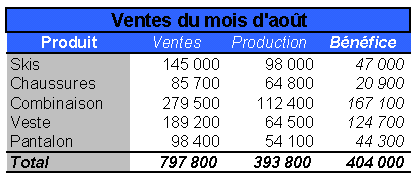 Ventes du mois d'août
Produit Ventes Production Bénéfice
Skis 145 000 98 000 47 000
Chaussures 85 700 64 800 20 900
Combinaison 279 500 112 400 167 100
Veste 189 200 64 500 124 700
Pantalon 98 400 54 100 44 300
Total 797 800 393 800 404 000